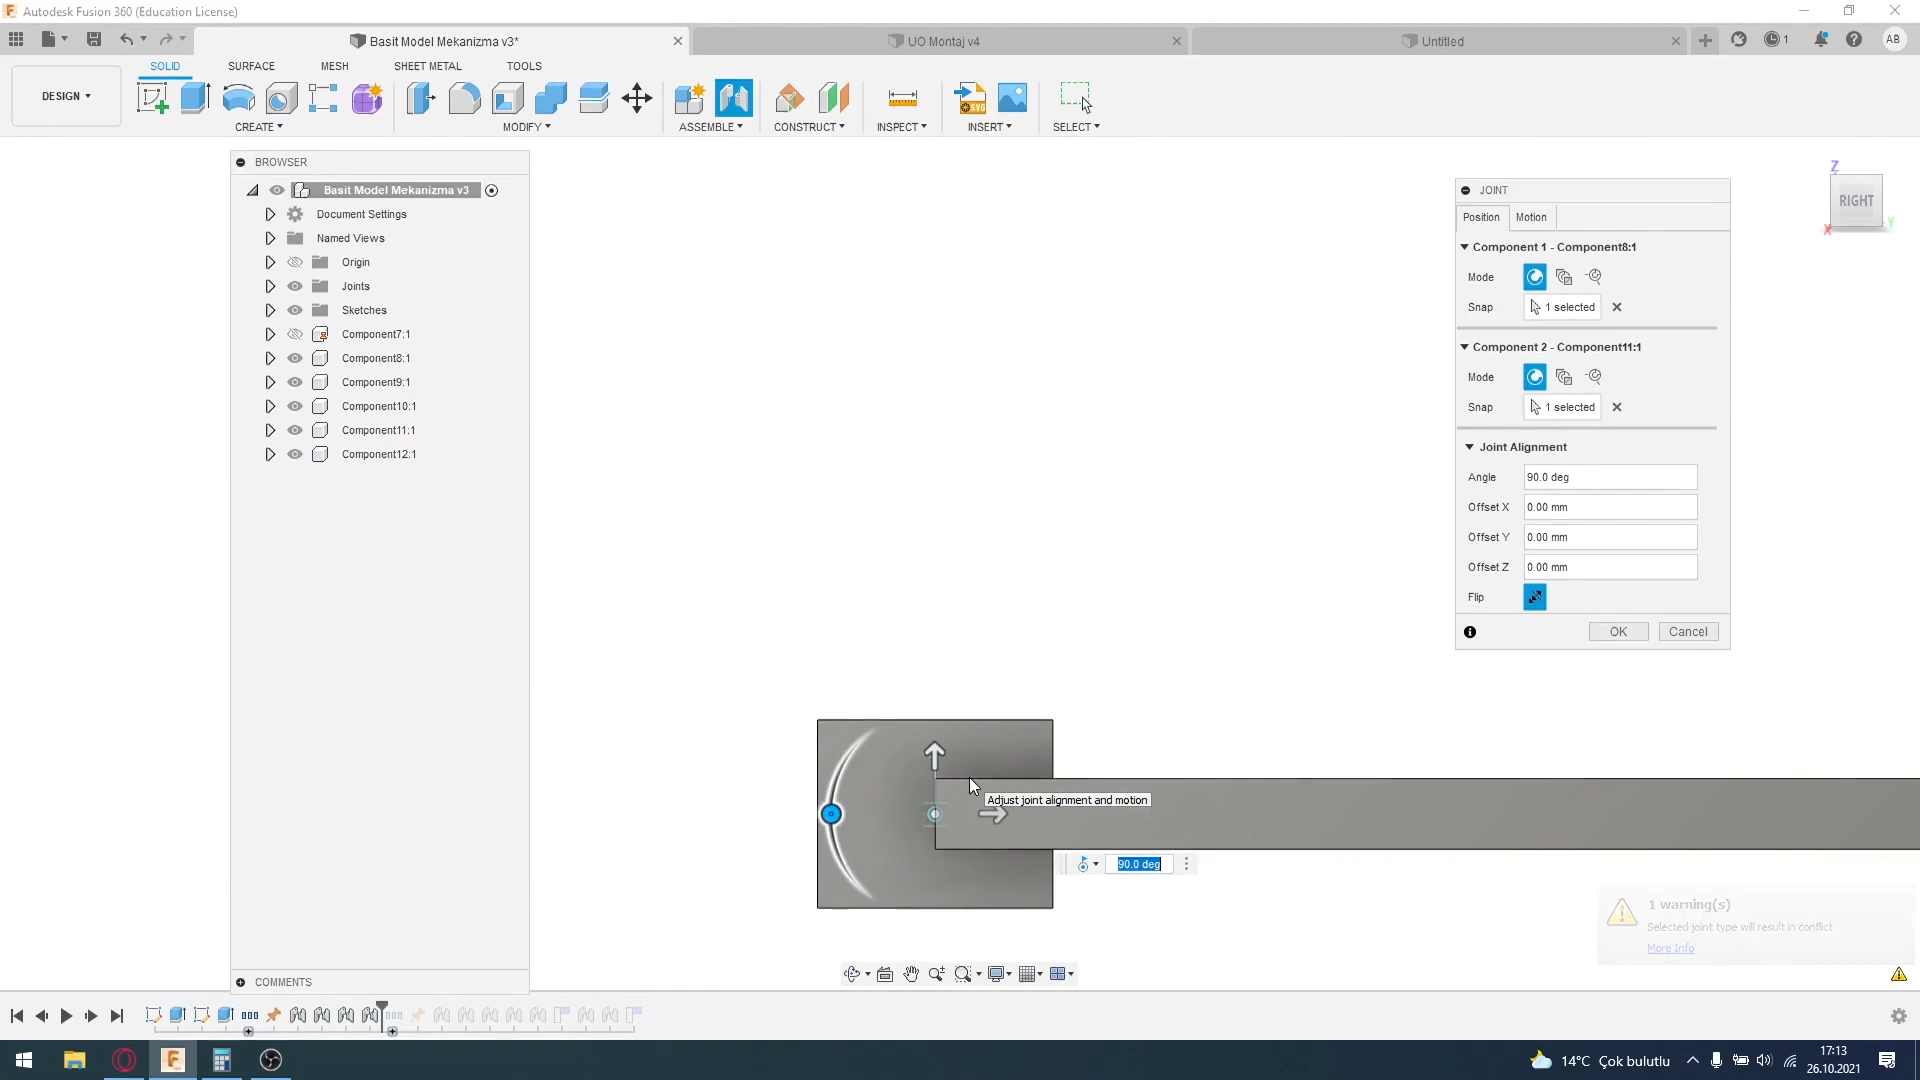 Autodesk Fusion 360 (Education License)
Basit Model Mekanizma v3*
UO Montaj v4
Untitled
1
AB
SOLID
SURFACE
MESH
SHEET METAL
TOOLS
DESIGN
CREATE
MODIFY
ASSEMBLE
CONSTRUCT
INSPECT
INSERT
SELECT
BROWSER
Basit Model Mekanizma v3
Document Settings
Named Views
Origin
Joints
Sketches
Component7:1
Component8:1
Component9:1
Component10:1
Component11:1
Component12:1
COMMENTS
Z
RIGHT
X
Y
JOINT
Position
Motion
Component 1 - Component8:1
Mode
Snap
1 selected
Component 2 - Component11:1
Mode
Snap
1 selected
Joint Alignment
Angle
90.0 deg
Offset X
0.00 mm
Offset Y
0.00 mm
Offset Z
0.00 mm
Flip
OK
Cancel
Adjust joint alignment and motion
90.0 deg
1 warning(s)
Selected joint type will result in conflict
More Info
14°C Çok bulutlu
17:13
26.10.2021